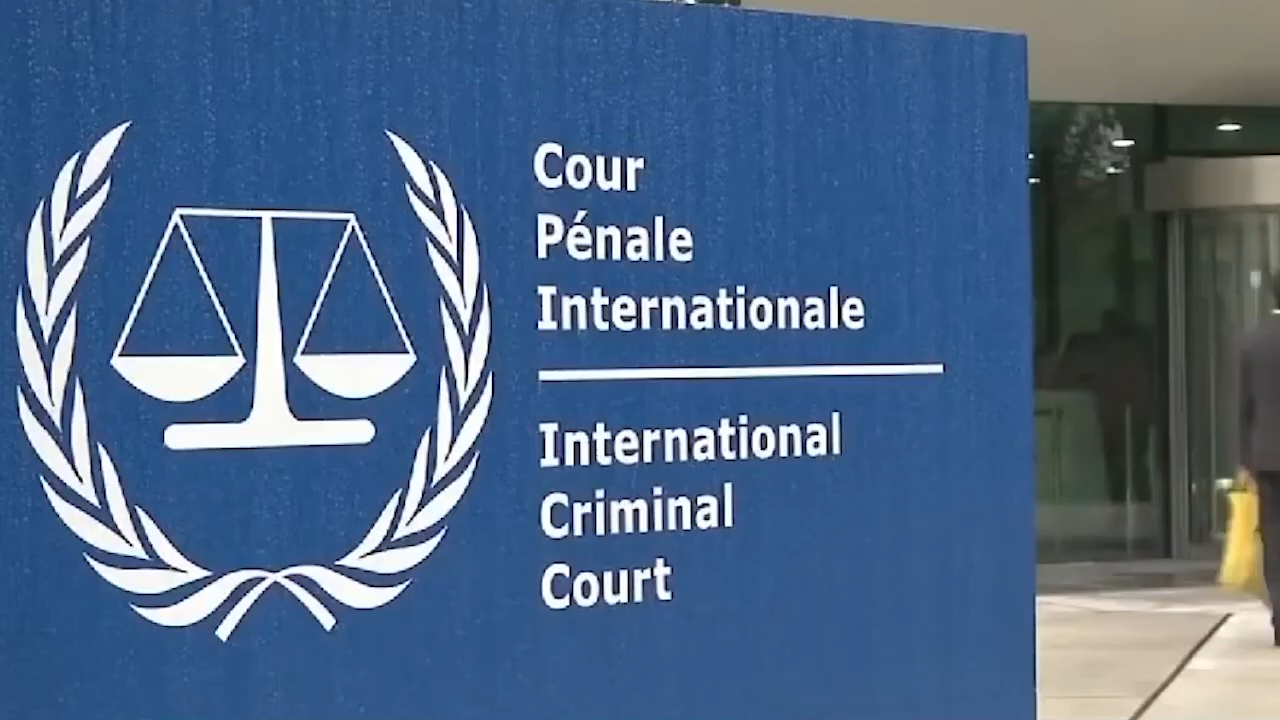 Cour
Pénale
Internationale
International
Criminal
Court